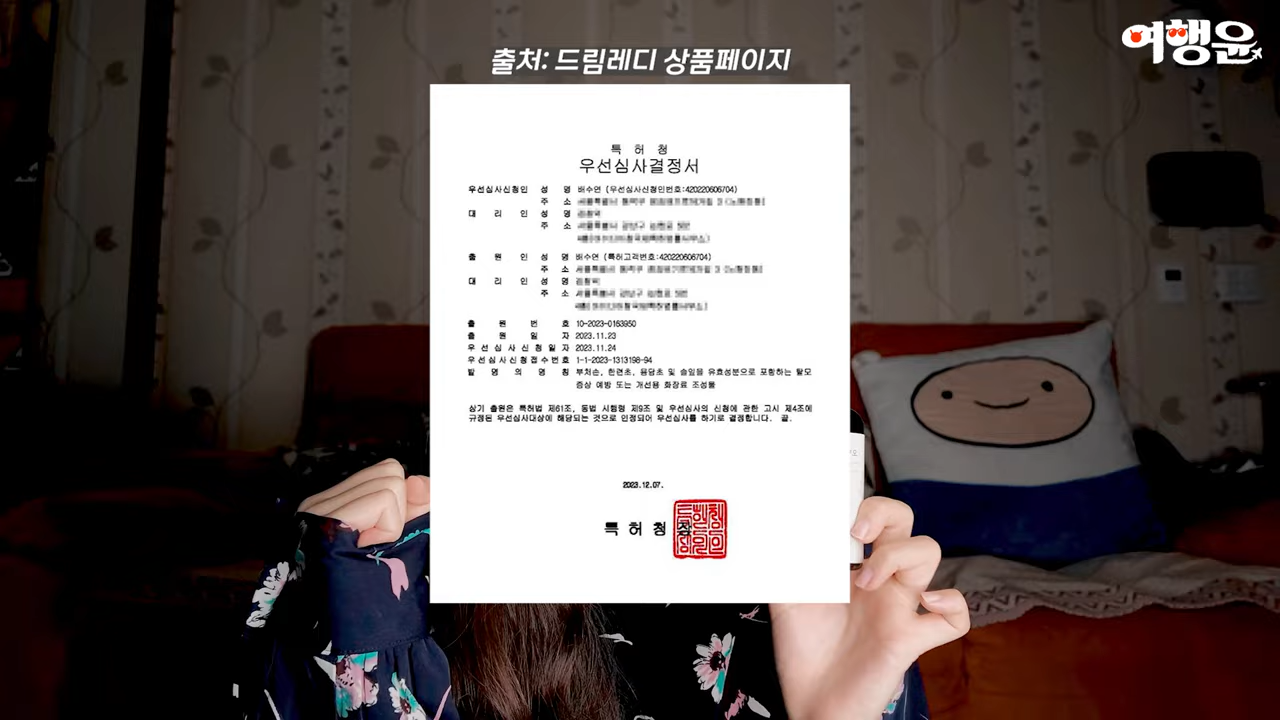 여행윤
출처: 드림레디 상품페이지
특 허 청
우선심사결정서
우선심사신청인 성 명 배수연 (우선심사신청인번호:420220606704)
주 소
대 리 인 성 명
주 소
출 원 인 성 명 배수연 (특허고객번호:420220606704)
주 소
대 리 인 성 명
주 소
출 원 번 호 10-2023-0163950
출 원 일 자 2023.11.23
우 선 심 사 신 청 일 자 2023.11.24
우선심사신청접수번호 1-1-2023-1313198-94
발 명 의 명 칭 부처손, 한련초, 용담초 및 송잎을 유효성분으로 포함하는 탈모
증상 예방 또는 개선용 화장료 조성물
상기 출원은 특허법 제61조, 동법 시행령 제9조 및 우선심사의 신청에 관한 고시 제4조에
규정된 우선심사대상에 해당되는 것으로 인정되어 우선심사를 하기로 결정합니다. 끝.
2023.12.07.
특 허 청 장